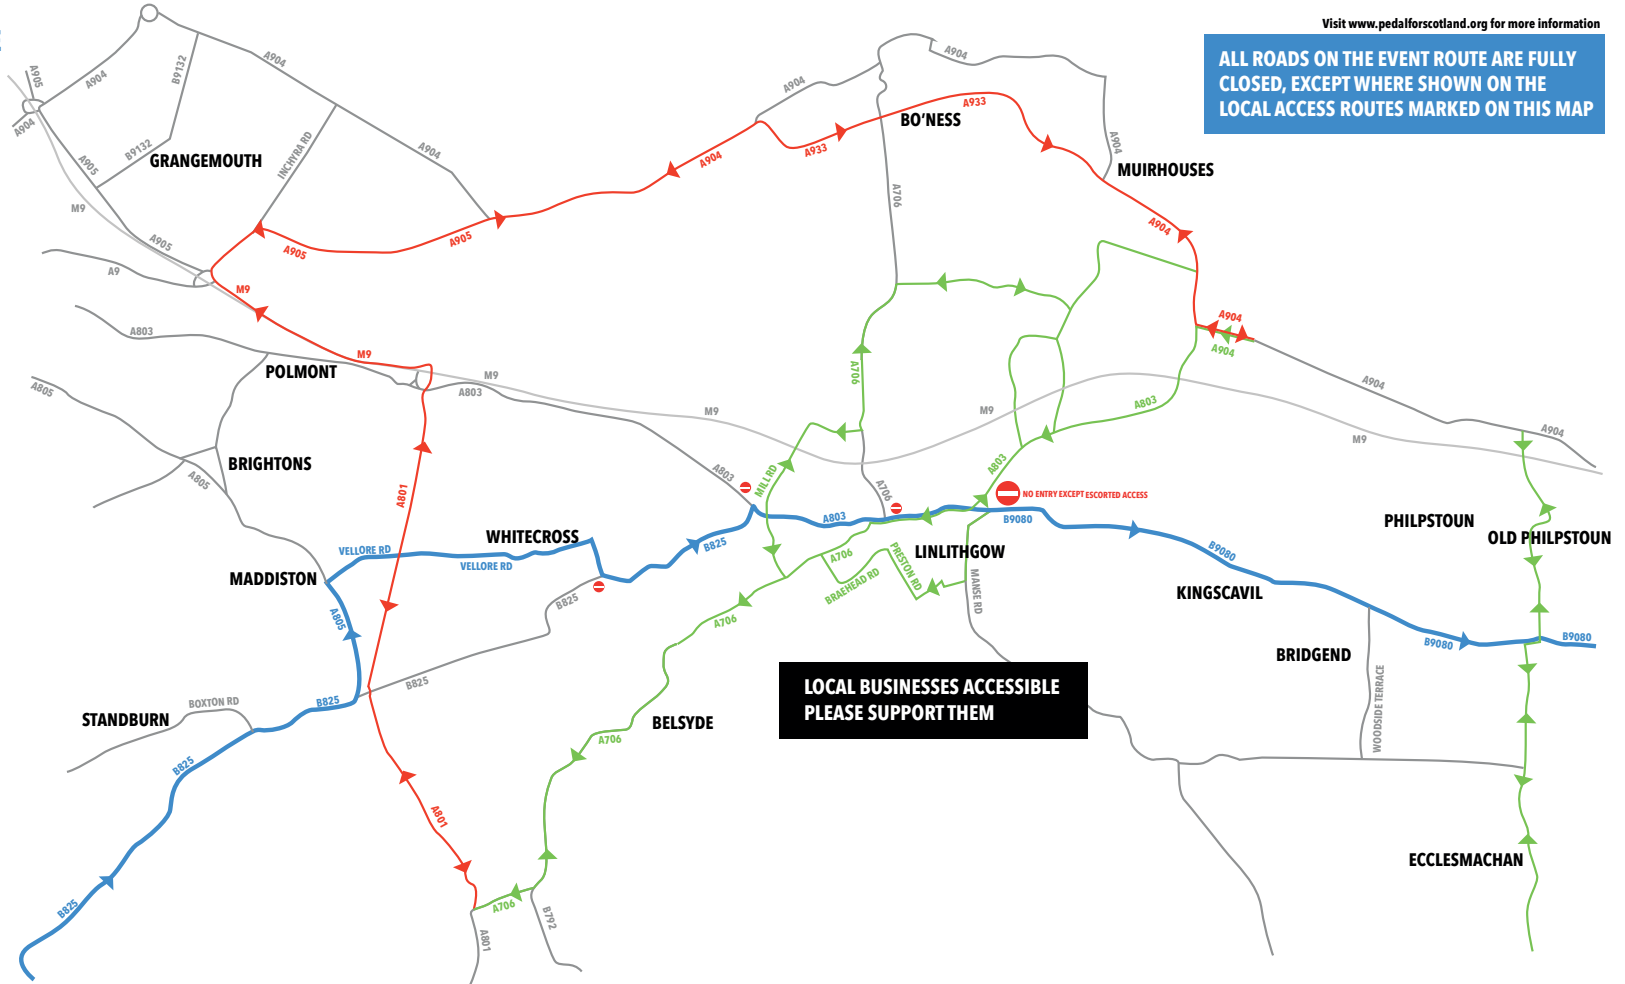 Visit www.pedalforscotland.org for more information
ALL ROADS ON THE EVENT ROUTE ARE FULLY
CLOSED, EXCEPT WHERE SHOWN ON THE
LOCAL ACCESS ROUTES MARKED ON THIS MAP
A904
A904
A905
A904
B9132
A904
A904
A933
BO'NESS
A904
B9132
GRANGEMOUTH
INCHYRA RD
A904
A933
A904
A904
MUIRHOUSES
A905
M9
A706
A905
A905
A905
A904
A9
M9
A904
A904
A803
M9
POLMONT
M9
A803
A706
A904
A805
M9
M9
A803
A904
M9
BRIGHTONS
A805
A803
MILL RD
A803
A801
A706
NO ENTRY EXCEPT ESCORTED ACCESS
A803
B9080
PHILPSTOUN
OLD PHILPSTOUN
WHITECROSS
VELLORE RD
VELLORE RD
B825
A706
LINLITHGOW
PRESTON RD
B9080
MADDISTON
BRAEHEAD RD
MANSE RD
KINGSCAVIL
B825
A805
A706
B9080
B9080
BRIDGEND
B825
LOCAL BUSINESSES ACCESSIBLE
PLEASE SUPPORT THEM
BOXTON RD
B825
STANDBURN
BELSYDE
WOODSIDE TERRACE
A706
B825
A801
ECCLESMACHAN
B825
A706
B792
A801